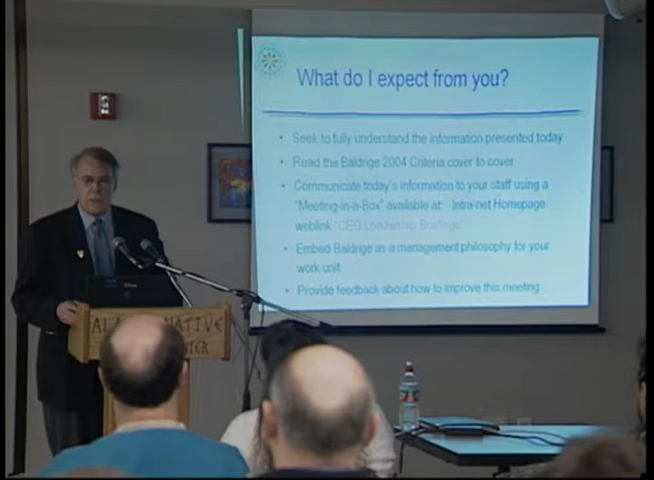 What do I expect from you?
• Seek to fully understand the information presented today
• Read the Baldrige 2004 Criteria cover to cover
• Communicate today's information to your staff using a
"Meeting-in-a-Box" available at: Intra-net Homepage
weblink "CEO Leadership Briefings"
• Embed Baldrige as a management philosophy for your
work unit
• Provide feedback about how to improve this meeting
NATIVE